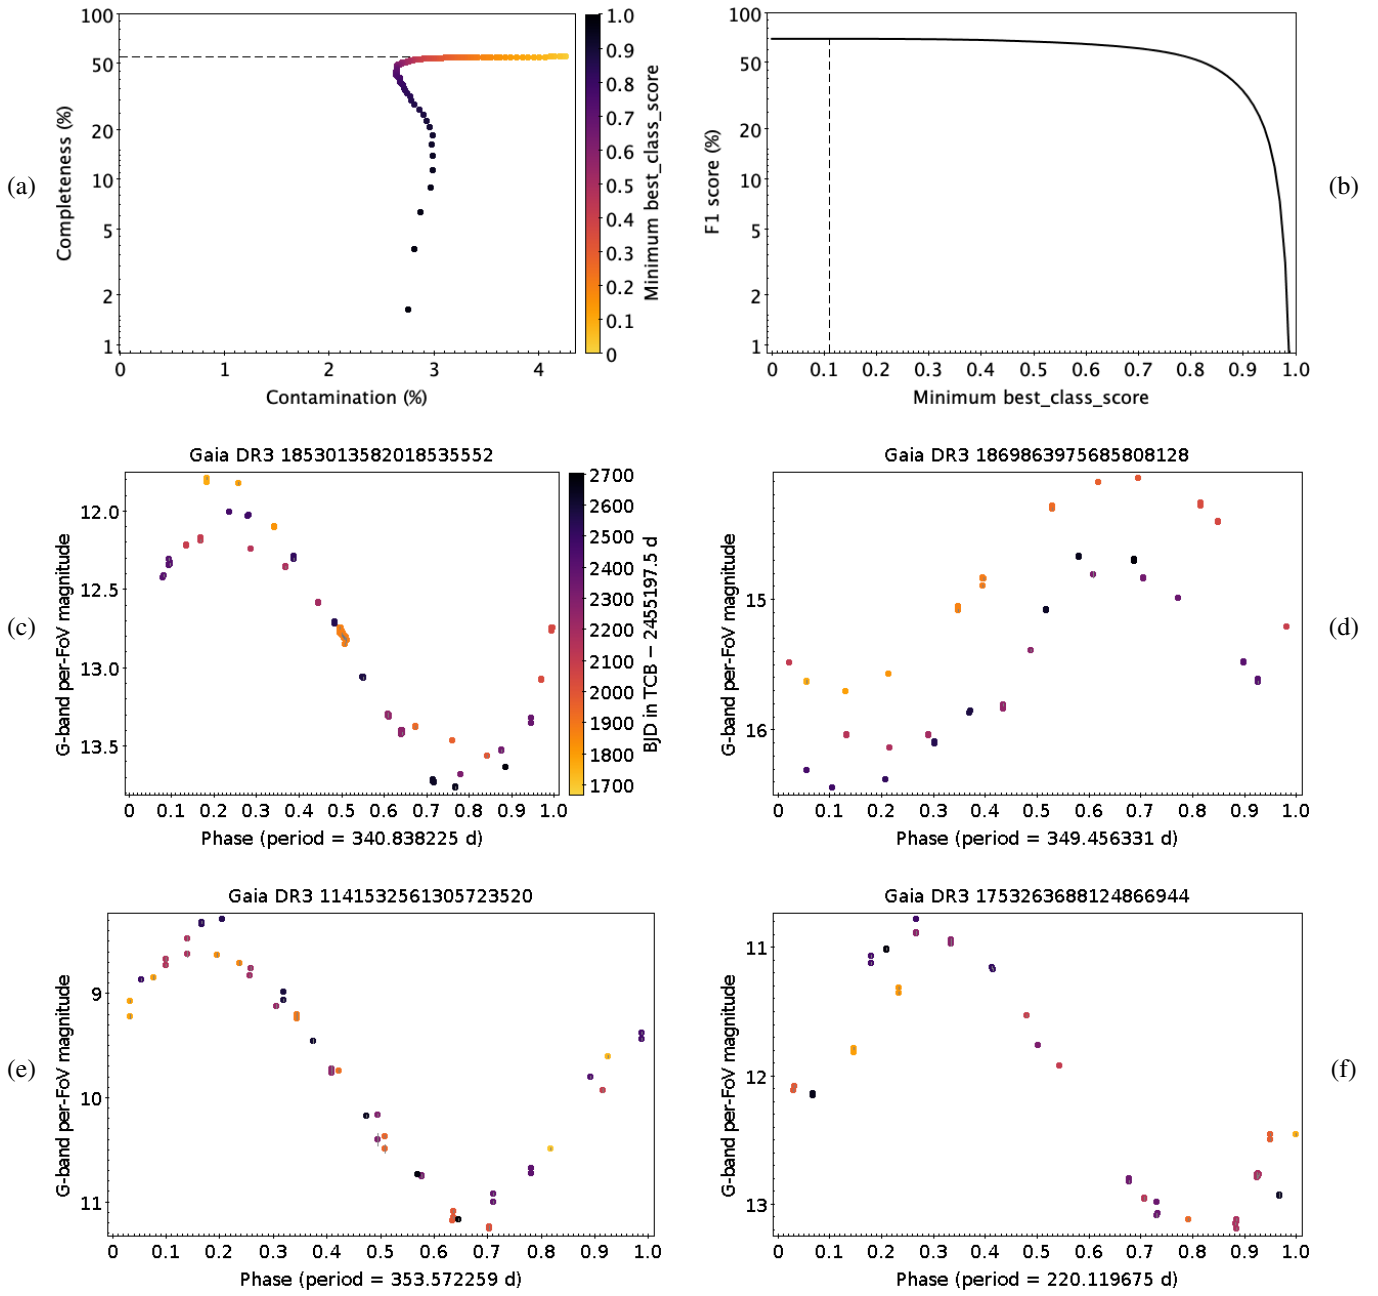 (a)
100
50
20
10
5
2
1
Completeness (%)
0 1 2 3 4
Contamination (%)
1.0
0.9
0.8
0.7
0.6
0.5
0.4
0.3
0.2
0.1
0
Minimum best_class_score
(b)
100
50
20
10
5
2
1
F1 score (%)
0 0.1 0.2 0.3 0.4 0.5 0.6 0.7 0.8 0.9 1.0
Minimum best_class_score
(c)
Gaia DR3 1853013582018535552
12.0
12.5
13.0
13.5
G-band per-FoV magnitude
0 0.1 0.2 0.3 0.4 0.5 0.6 0.7 0.8 0.9 1.0
Phase (period = 340.838225 d)
2700
2600
2500
2400
2300
2200
2100
2000
1900
1800
1700
BJD in TCB − 2455197.5 d
(d)
Gaia DR3 1869863975685808128
15
16
G-band per-FoV magnitude
0 0.1 0.2 0.3 0.4 0.5 0.6 0.7 0.8 0.9 1.0
Phase (period = 349.456331 d)
(e)
Gaia DR3 1141532561305723520
9
10
11
G-band per-FoV magnitude
0 0.1 0.2 0.3 0.4 0.5 0.6 0.7 0.8 0.9 1.0
Phase (period = 353.572259 d)
(f)
Gaia DR3 1753263688124866944
11
12
13
G-band per-FoV magnitude
0 0.1 0.2 0.3 0.4 0.5 0.6 0.7 0.8 0.9 1.0
Phase (period = 220.119675 d)